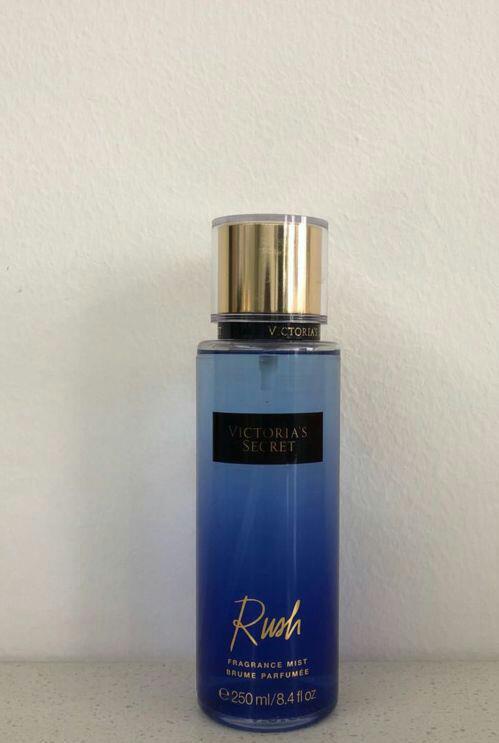 VICTORIA'S
VICTORIA'S
SECRET
Rush
FRAGRANCE MIST
BRUME PARFUMÉE
℮250 ml/8.4 fl oz